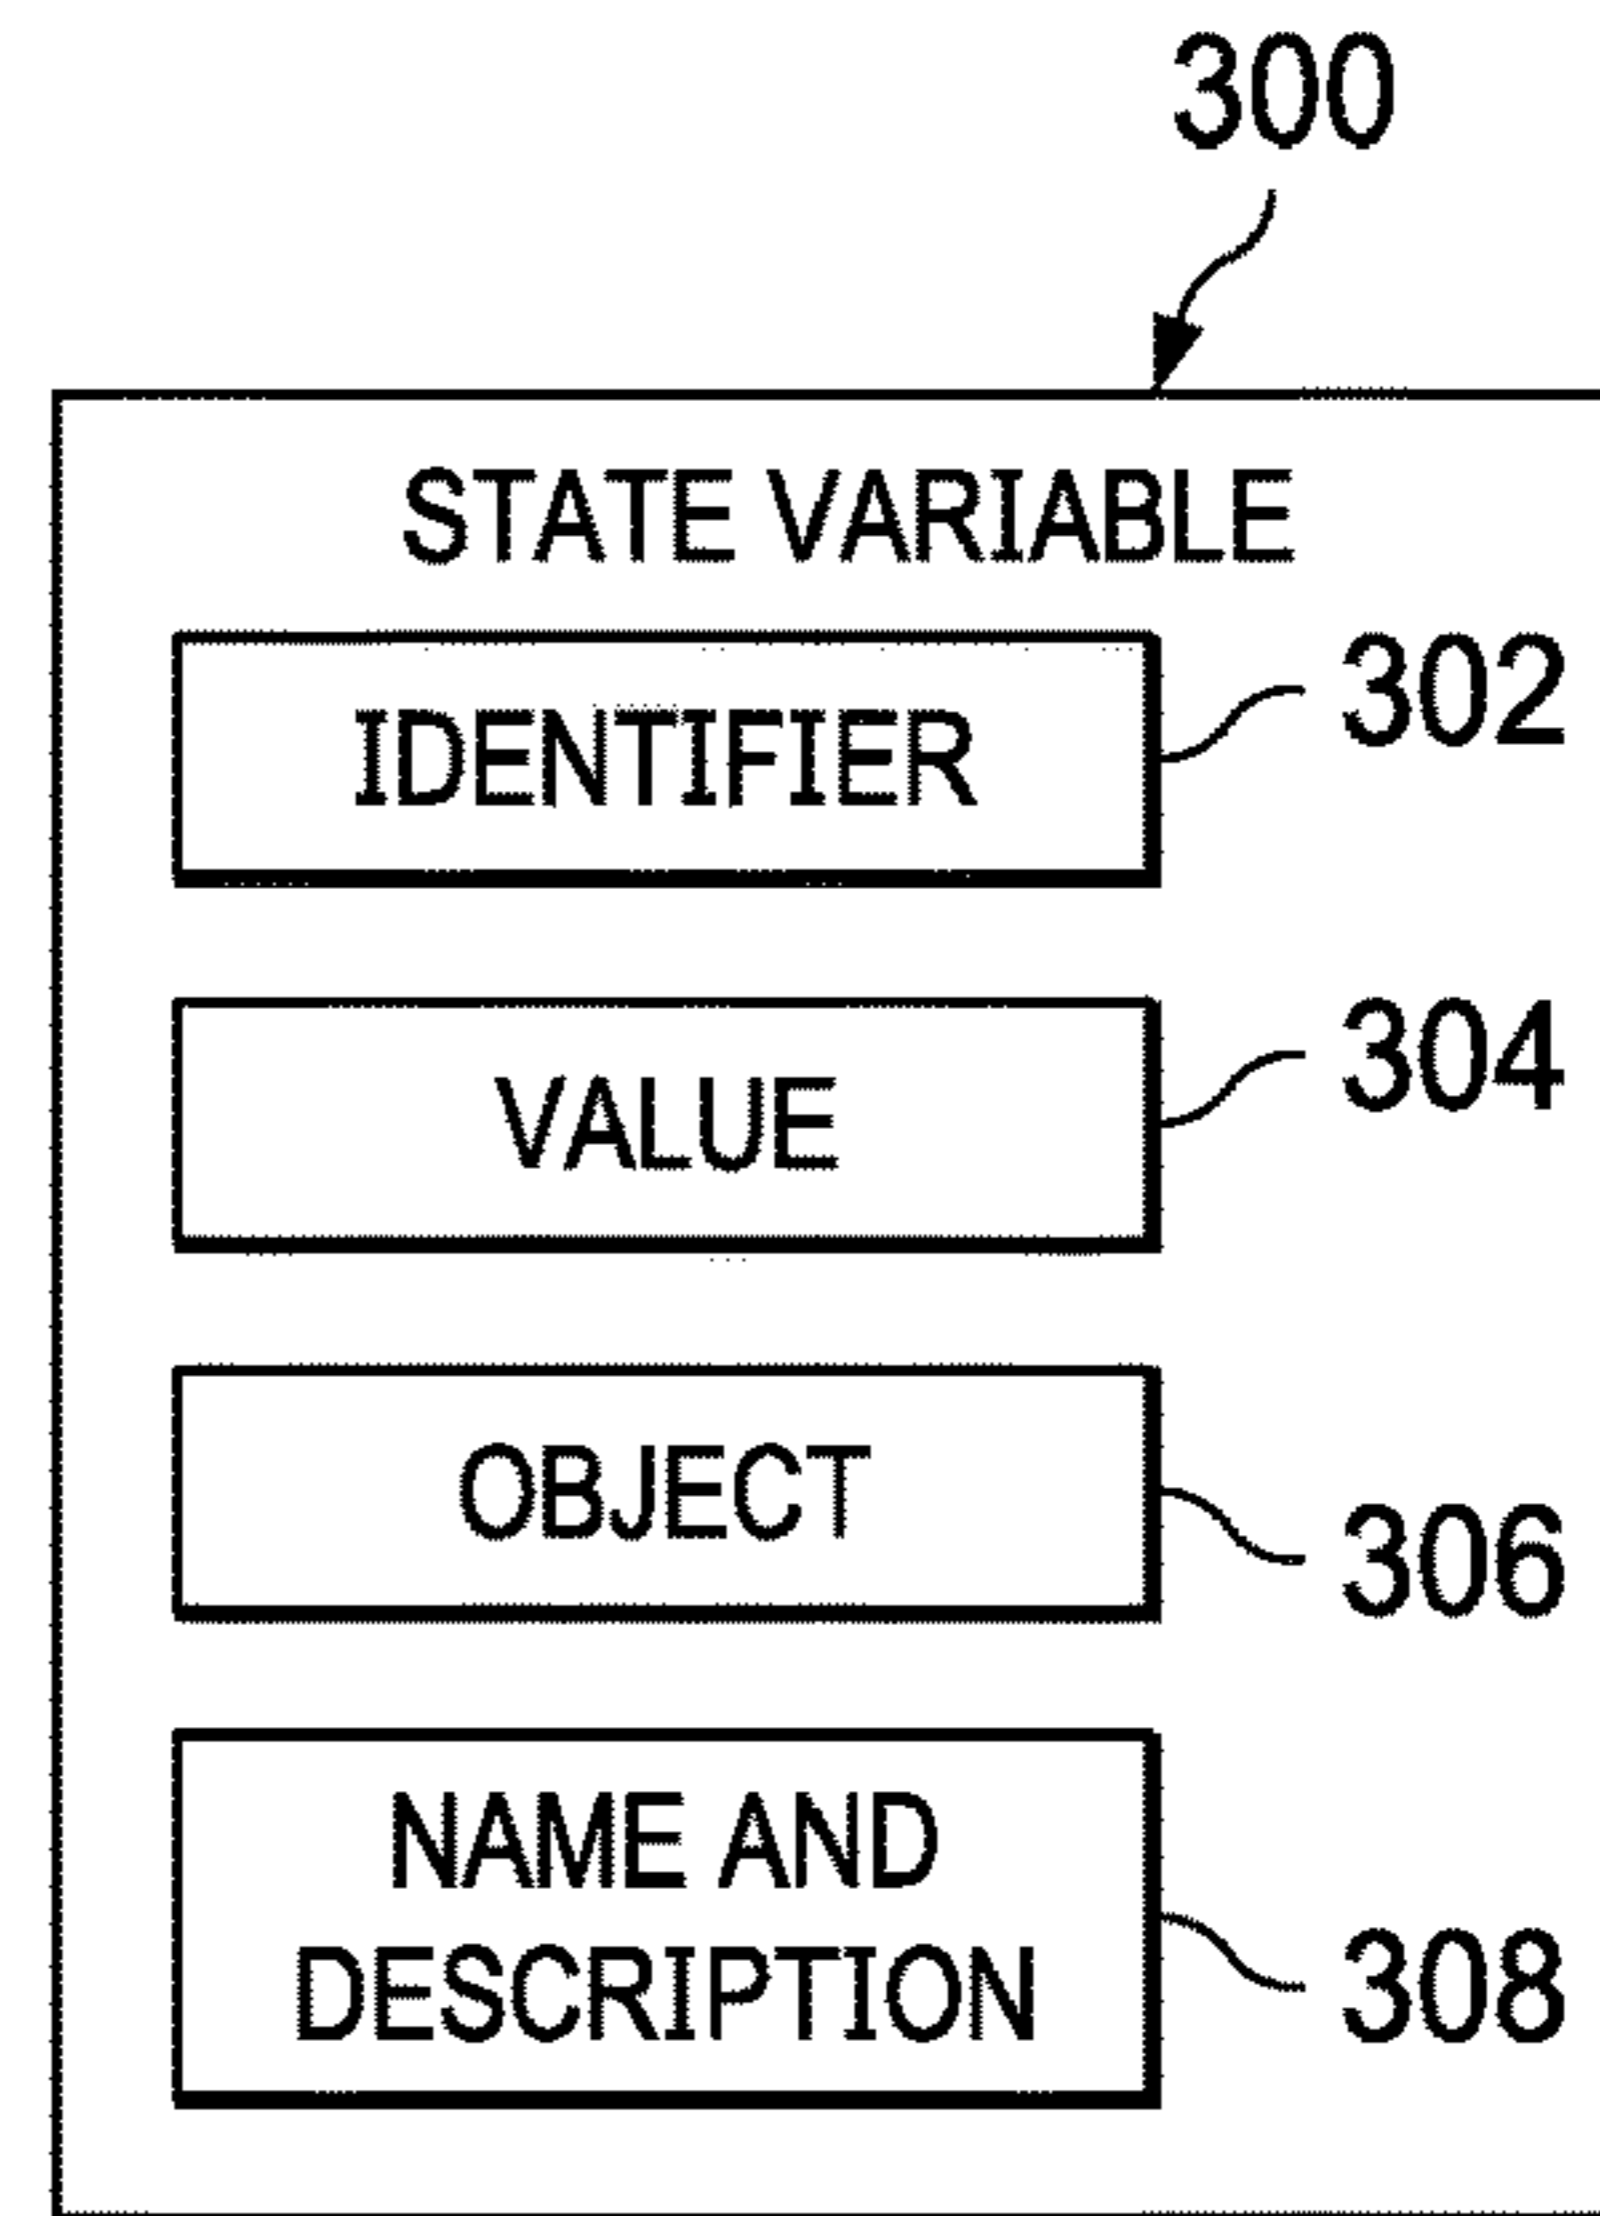 300
STATE VARIABLE
IDENTIFIER
302
VALUE
304
OBJECT
306
NAME AND
DESCRIPTION
308